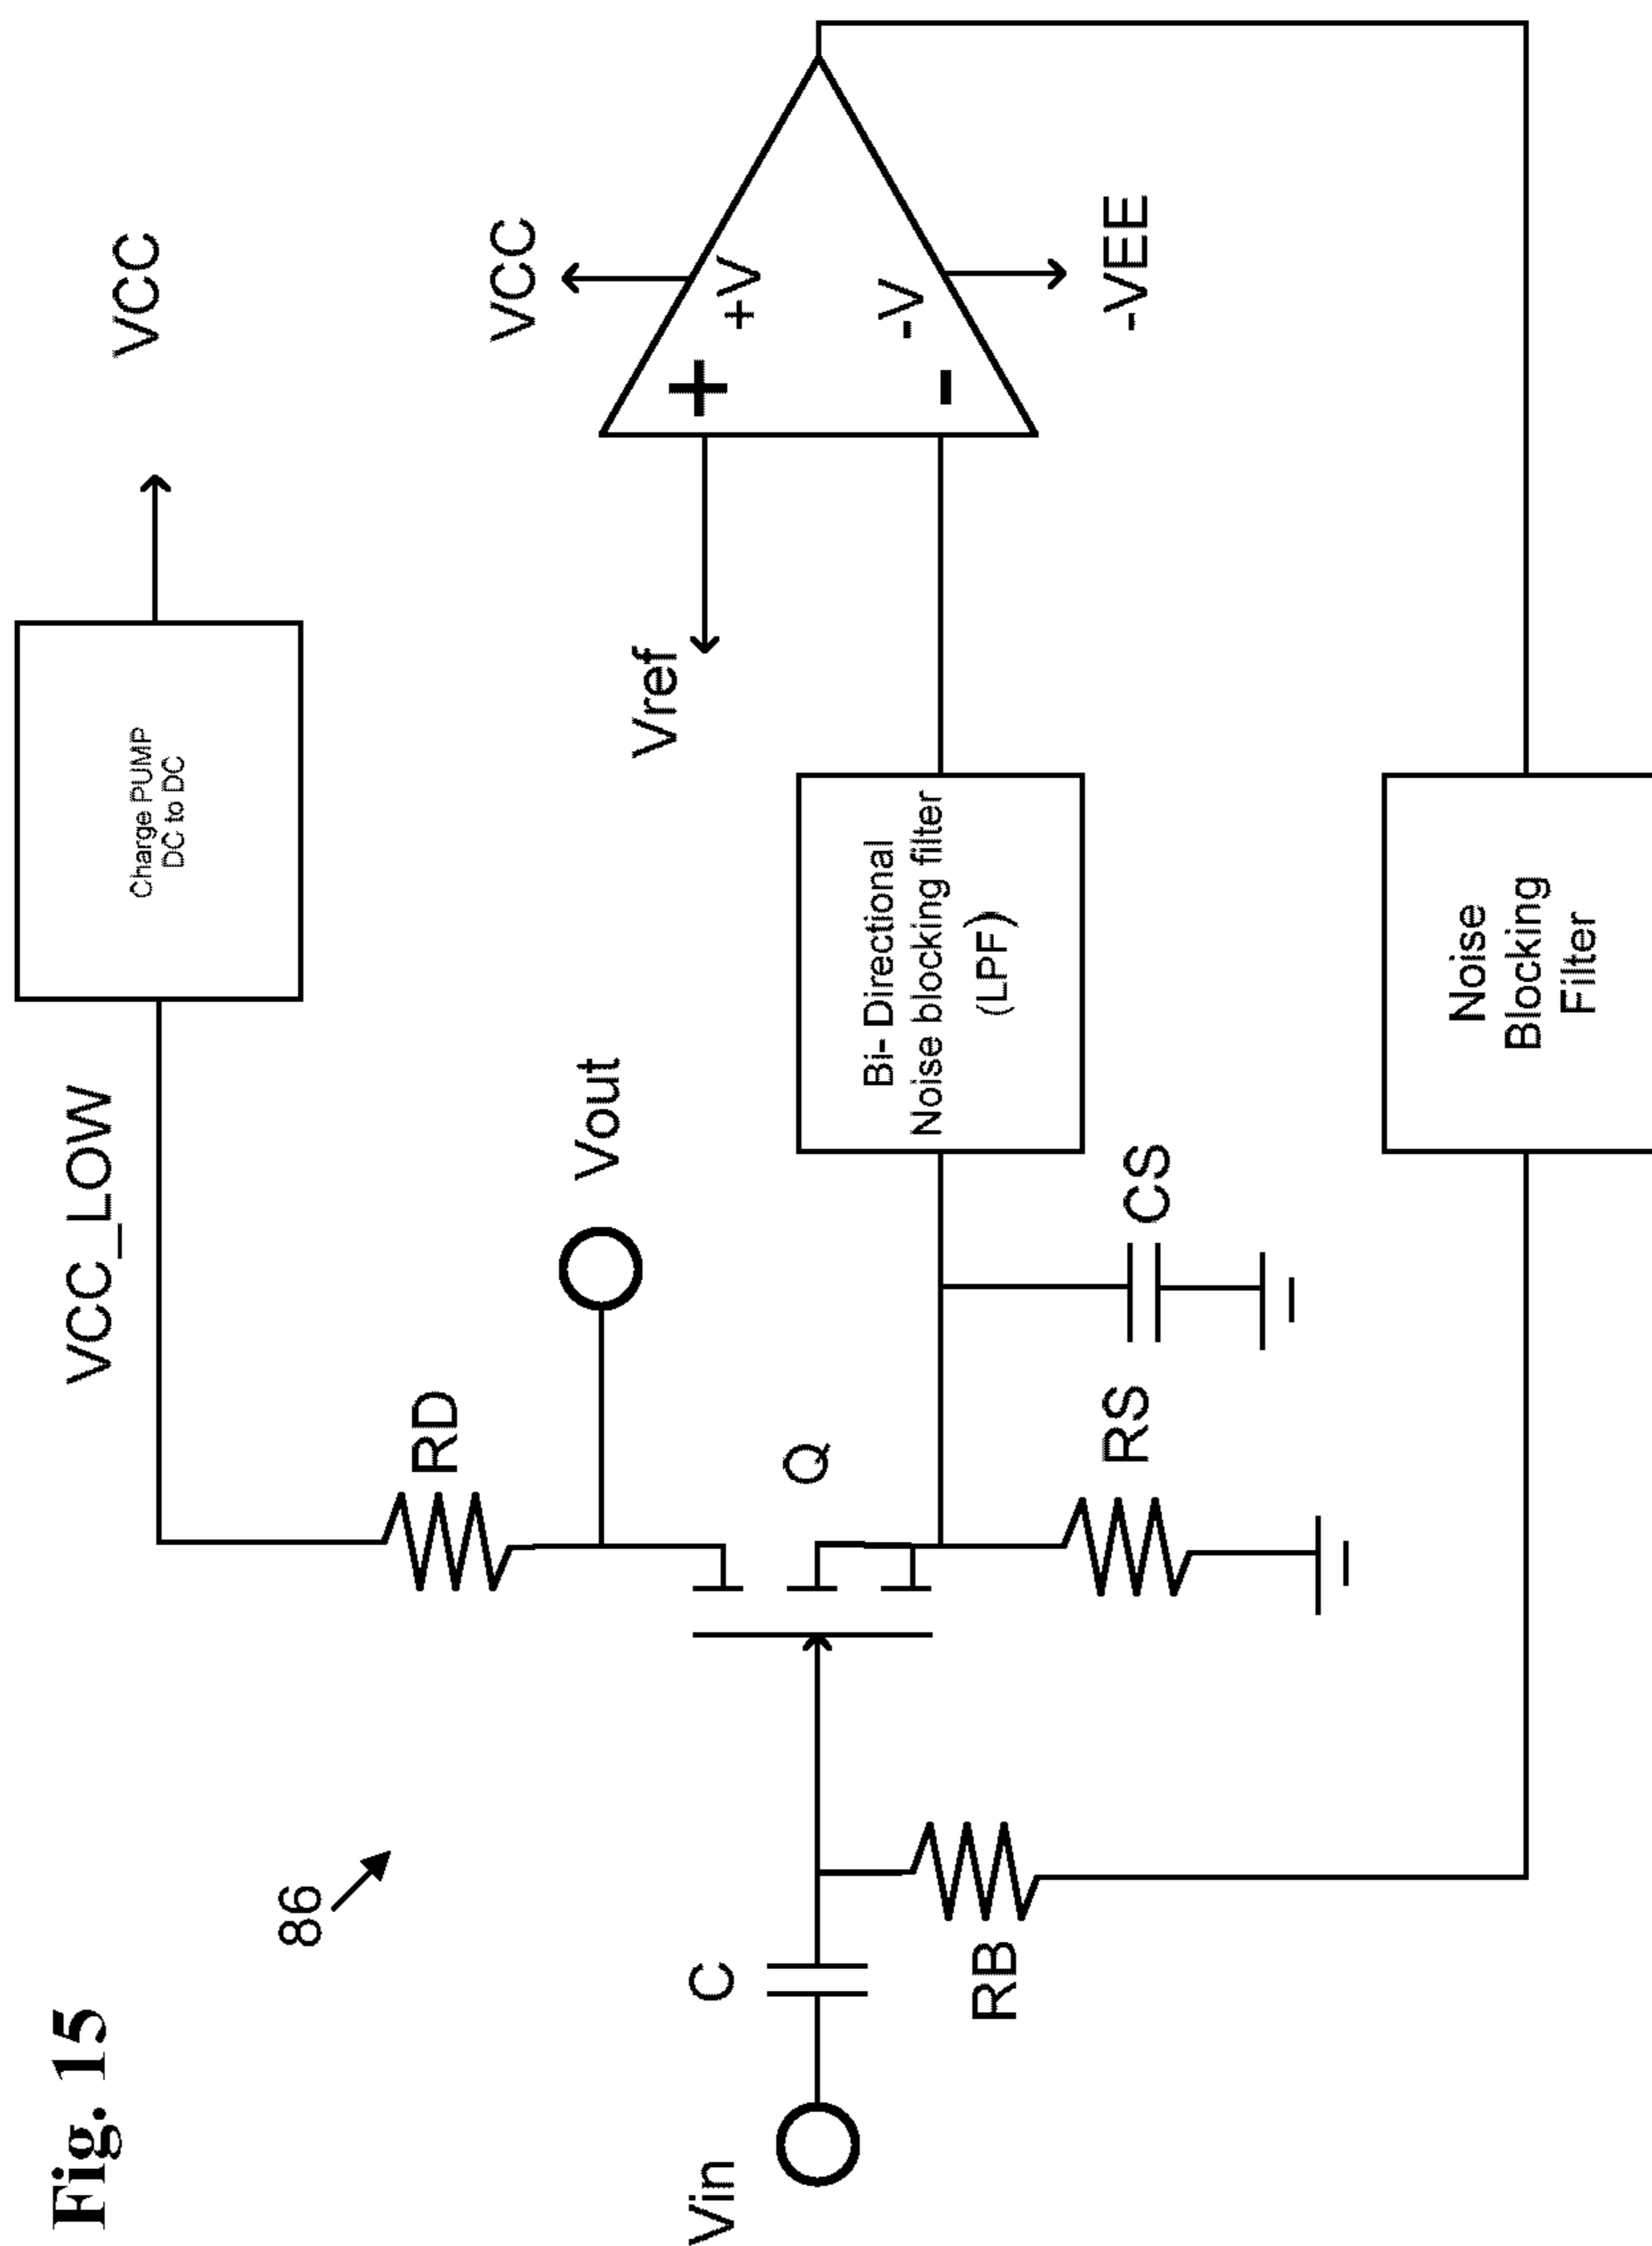 Fig. 15
86
VCC_LOW
Charge PUMP
DC to DC
VCC
RD
Vout
Vref
VCC
+
+V
-V
-
-VEE
Q
Bi- Directional
Noise blocking filter
(LPF)
Vin
C
RB
RS
CS
Noise
Blocking
Filter